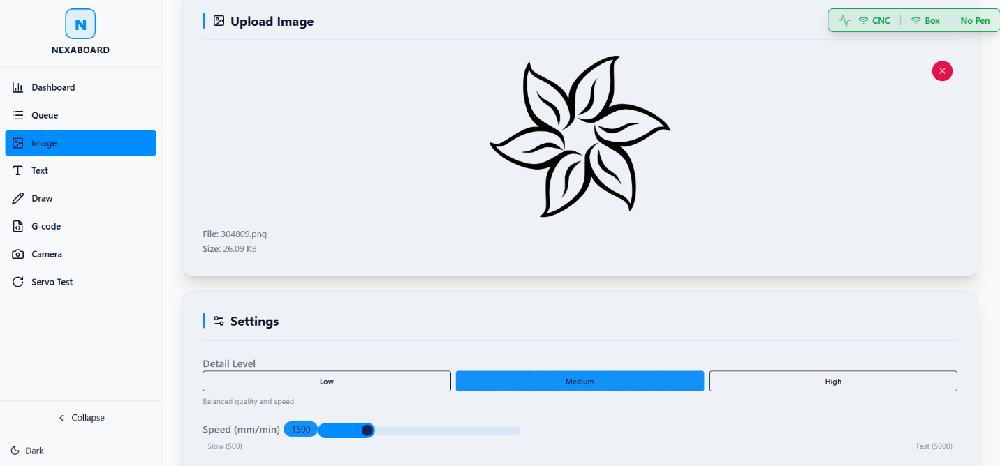 N
NEXABOARD
Dashboard
Queue
Image
Text
Draw
G-code
Camera
Servo Test
Collapse
Dark
Upload Image
CNC | Box | No Pen
File: 304809.png
Size: 26.09 KB
Settings
Detail Level
Low Medium High
Balanced quality and speed
Speed (mm/min) 1500
Slow (500) Fast (5000)